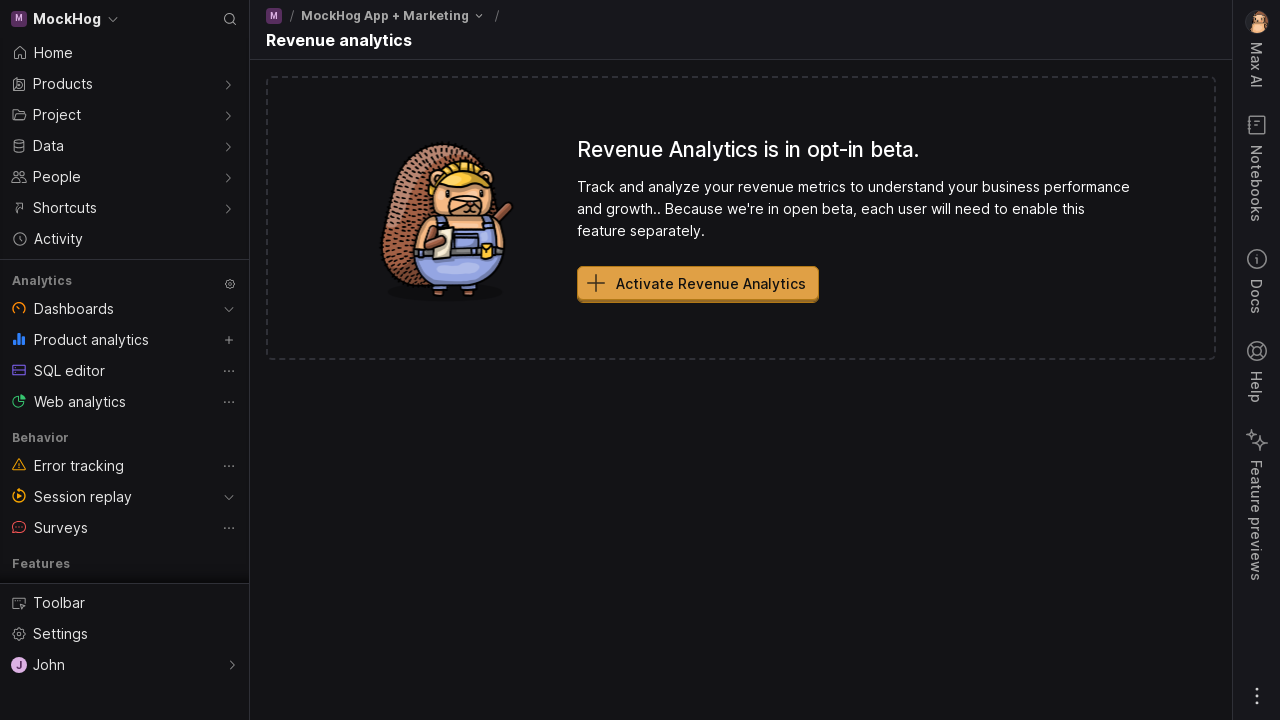 M MockHog
Home
Products
Project
Data
People
Shortcuts
Activity
Analytics
Dashboards
Product analytics
SQL editor
Web analytics
Behavior
Error tracking
Session replay
Surveys
Features
Toolbar
Settings
J John
M / MockHog App + Marketing /
Revenue analytics
Revenue Analytics is in opt-in beta.
Track and analyze your revenue metrics to understand your business performance
and growth.. Because we're in open beta, each user will need to enable this
feature separately.
Activate Revenue Analytics
Max AI
Notebooks
Docs
Help
Feature previews